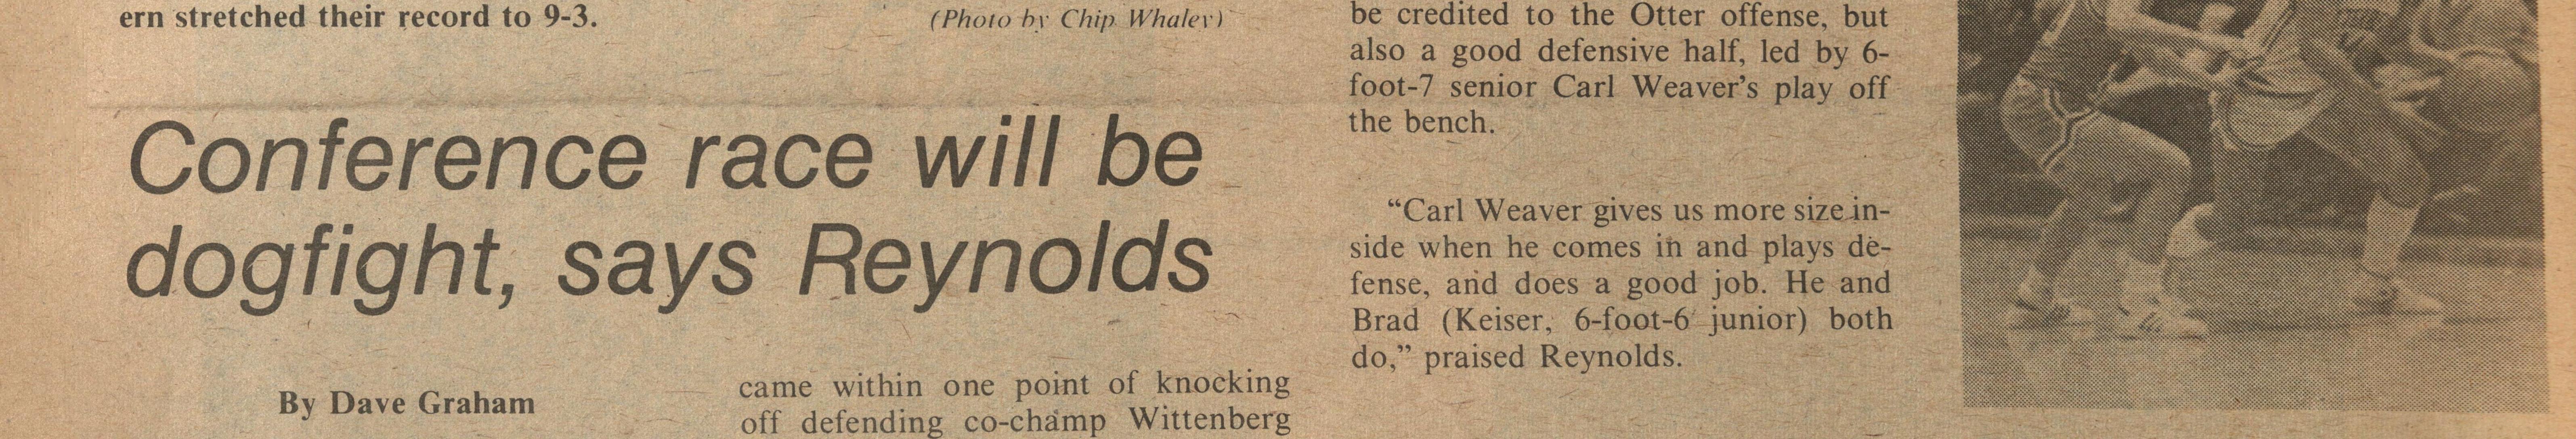 ern stretched their record to 9-3.
(Photo by Chip Whaley)
Conference race will be
dogfight, says Reynolds
By Dave Graham
came within one point of knocking
off defending co-champ Wittenberg
be credited to the Otter offense, but
also a good defensive half, led by 6-
foot-7 senior Carl Weaver's play off
the bench.
“Carl Weaver gives us more size in-
side when he comes in and plays de-
fense, and does a good job. He and
Brad (Keiser, 6-foot-6 junior) both
do,” praised Reynolds.